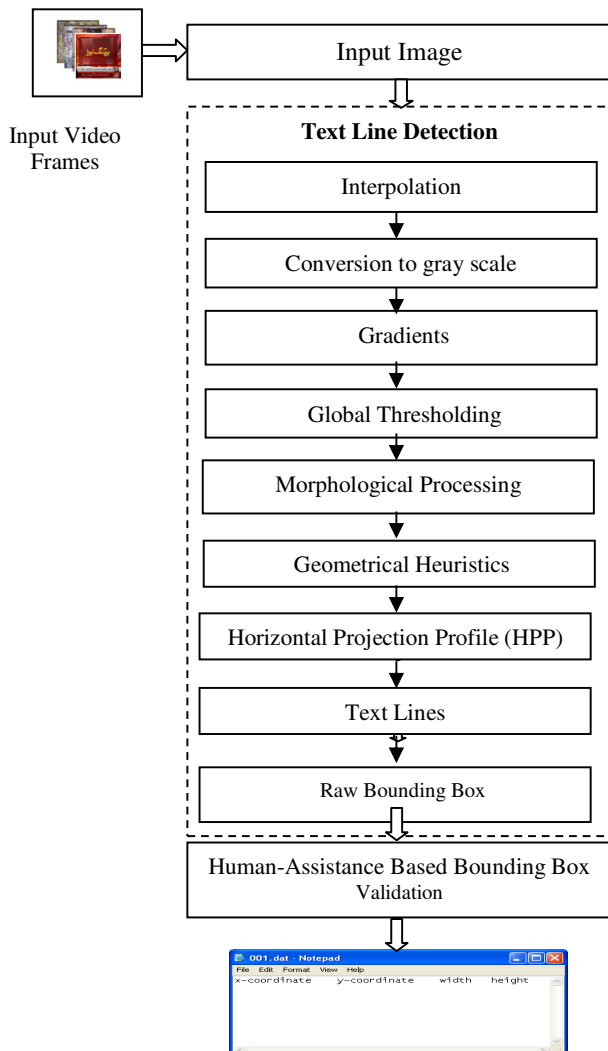 Input Image
Input Video
Frames
Text Line Detection
Interpolation
Conversion to gray scale
Gradients
Global Thresholding
Morphological Processing
Geometrical Heuristics
Horizontal Projection Profile (HPP)
Text Lines
Raw Bounding Box
Human-Assistance Based Bounding Box
Validation
001.dat - Notepad
File Edit Format View Help
x-coordinate y-coordinate width height